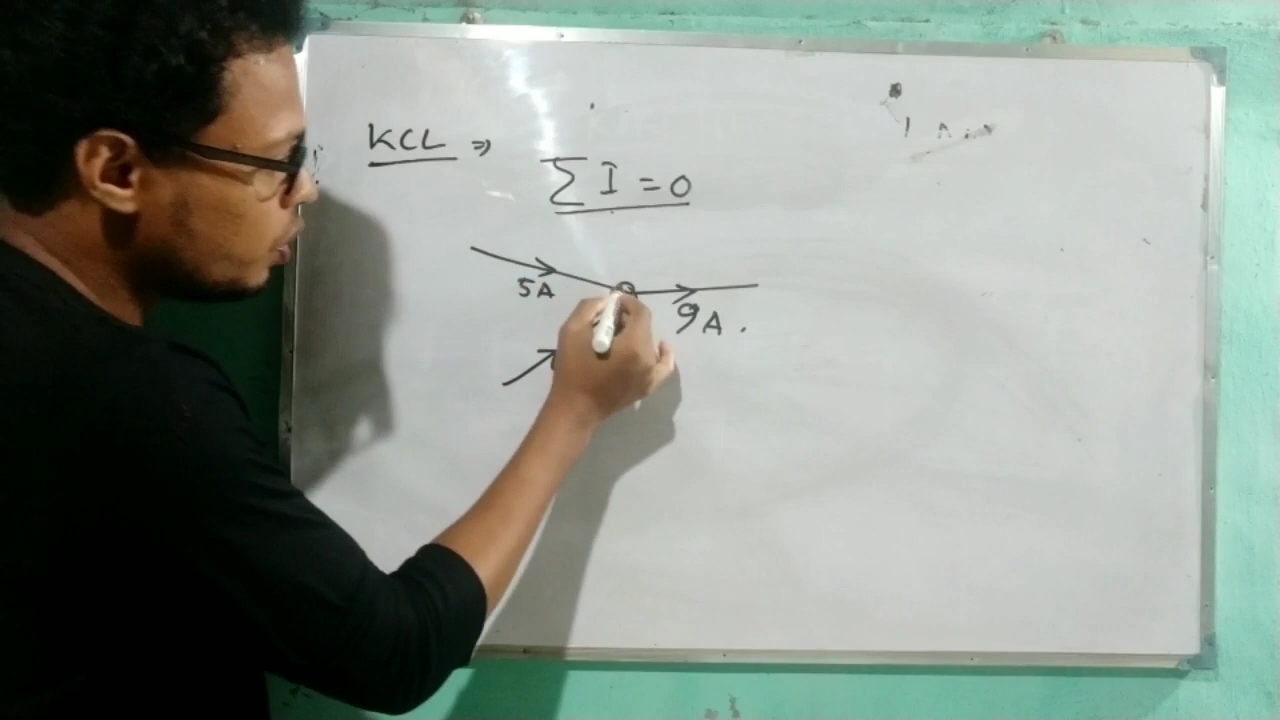 KCL ⇒
∑ I = 0
5A
9A.